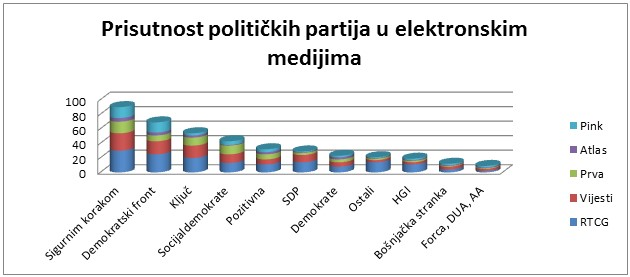 Prisutnost političkih partija u elektronskim
medijima
100
80
60
40
20
0
Sigurnim korakom
Demokratski front
Ključ
Socijaldemokrate
Pozitivna
SDP
Demokrate
Ostali
HGI
Bošnjačka stranka
Forca, DUA, AA
Pink
Atlas
Prva
Vijesti
RTCG